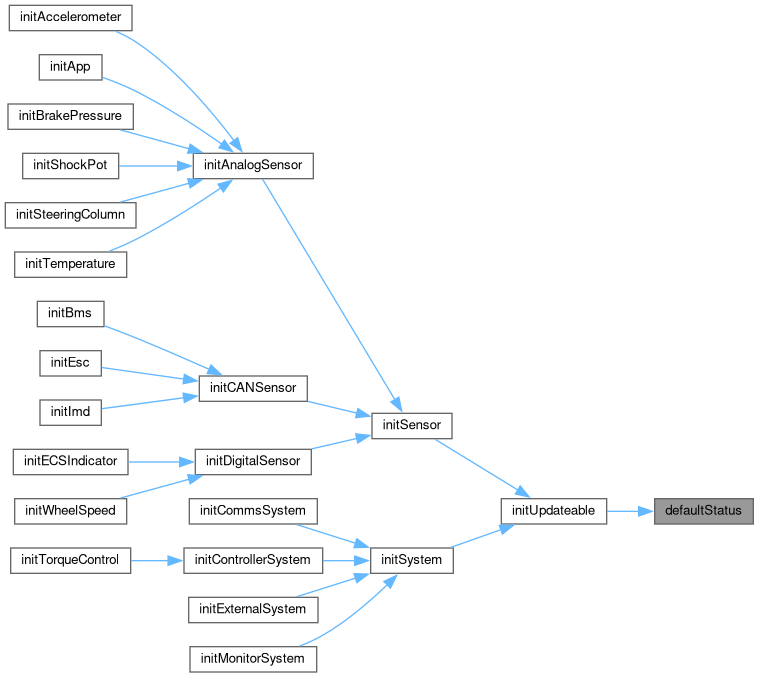 initAccelerometer
initApp
initBrakePressure
initShockPot
initAnalogSensor
initSteeringColumn
initTemperature
initBms
initEsc
initCANSensor
initImd
initSensor
initECSIndicator
initDigitalSensor
initWheelSpeed
initCommsSystem
initUpdateable
defaultStatus
initTorqueControl
initControllerSystem
initSystem
initExternalSystem
initMonitorSystem